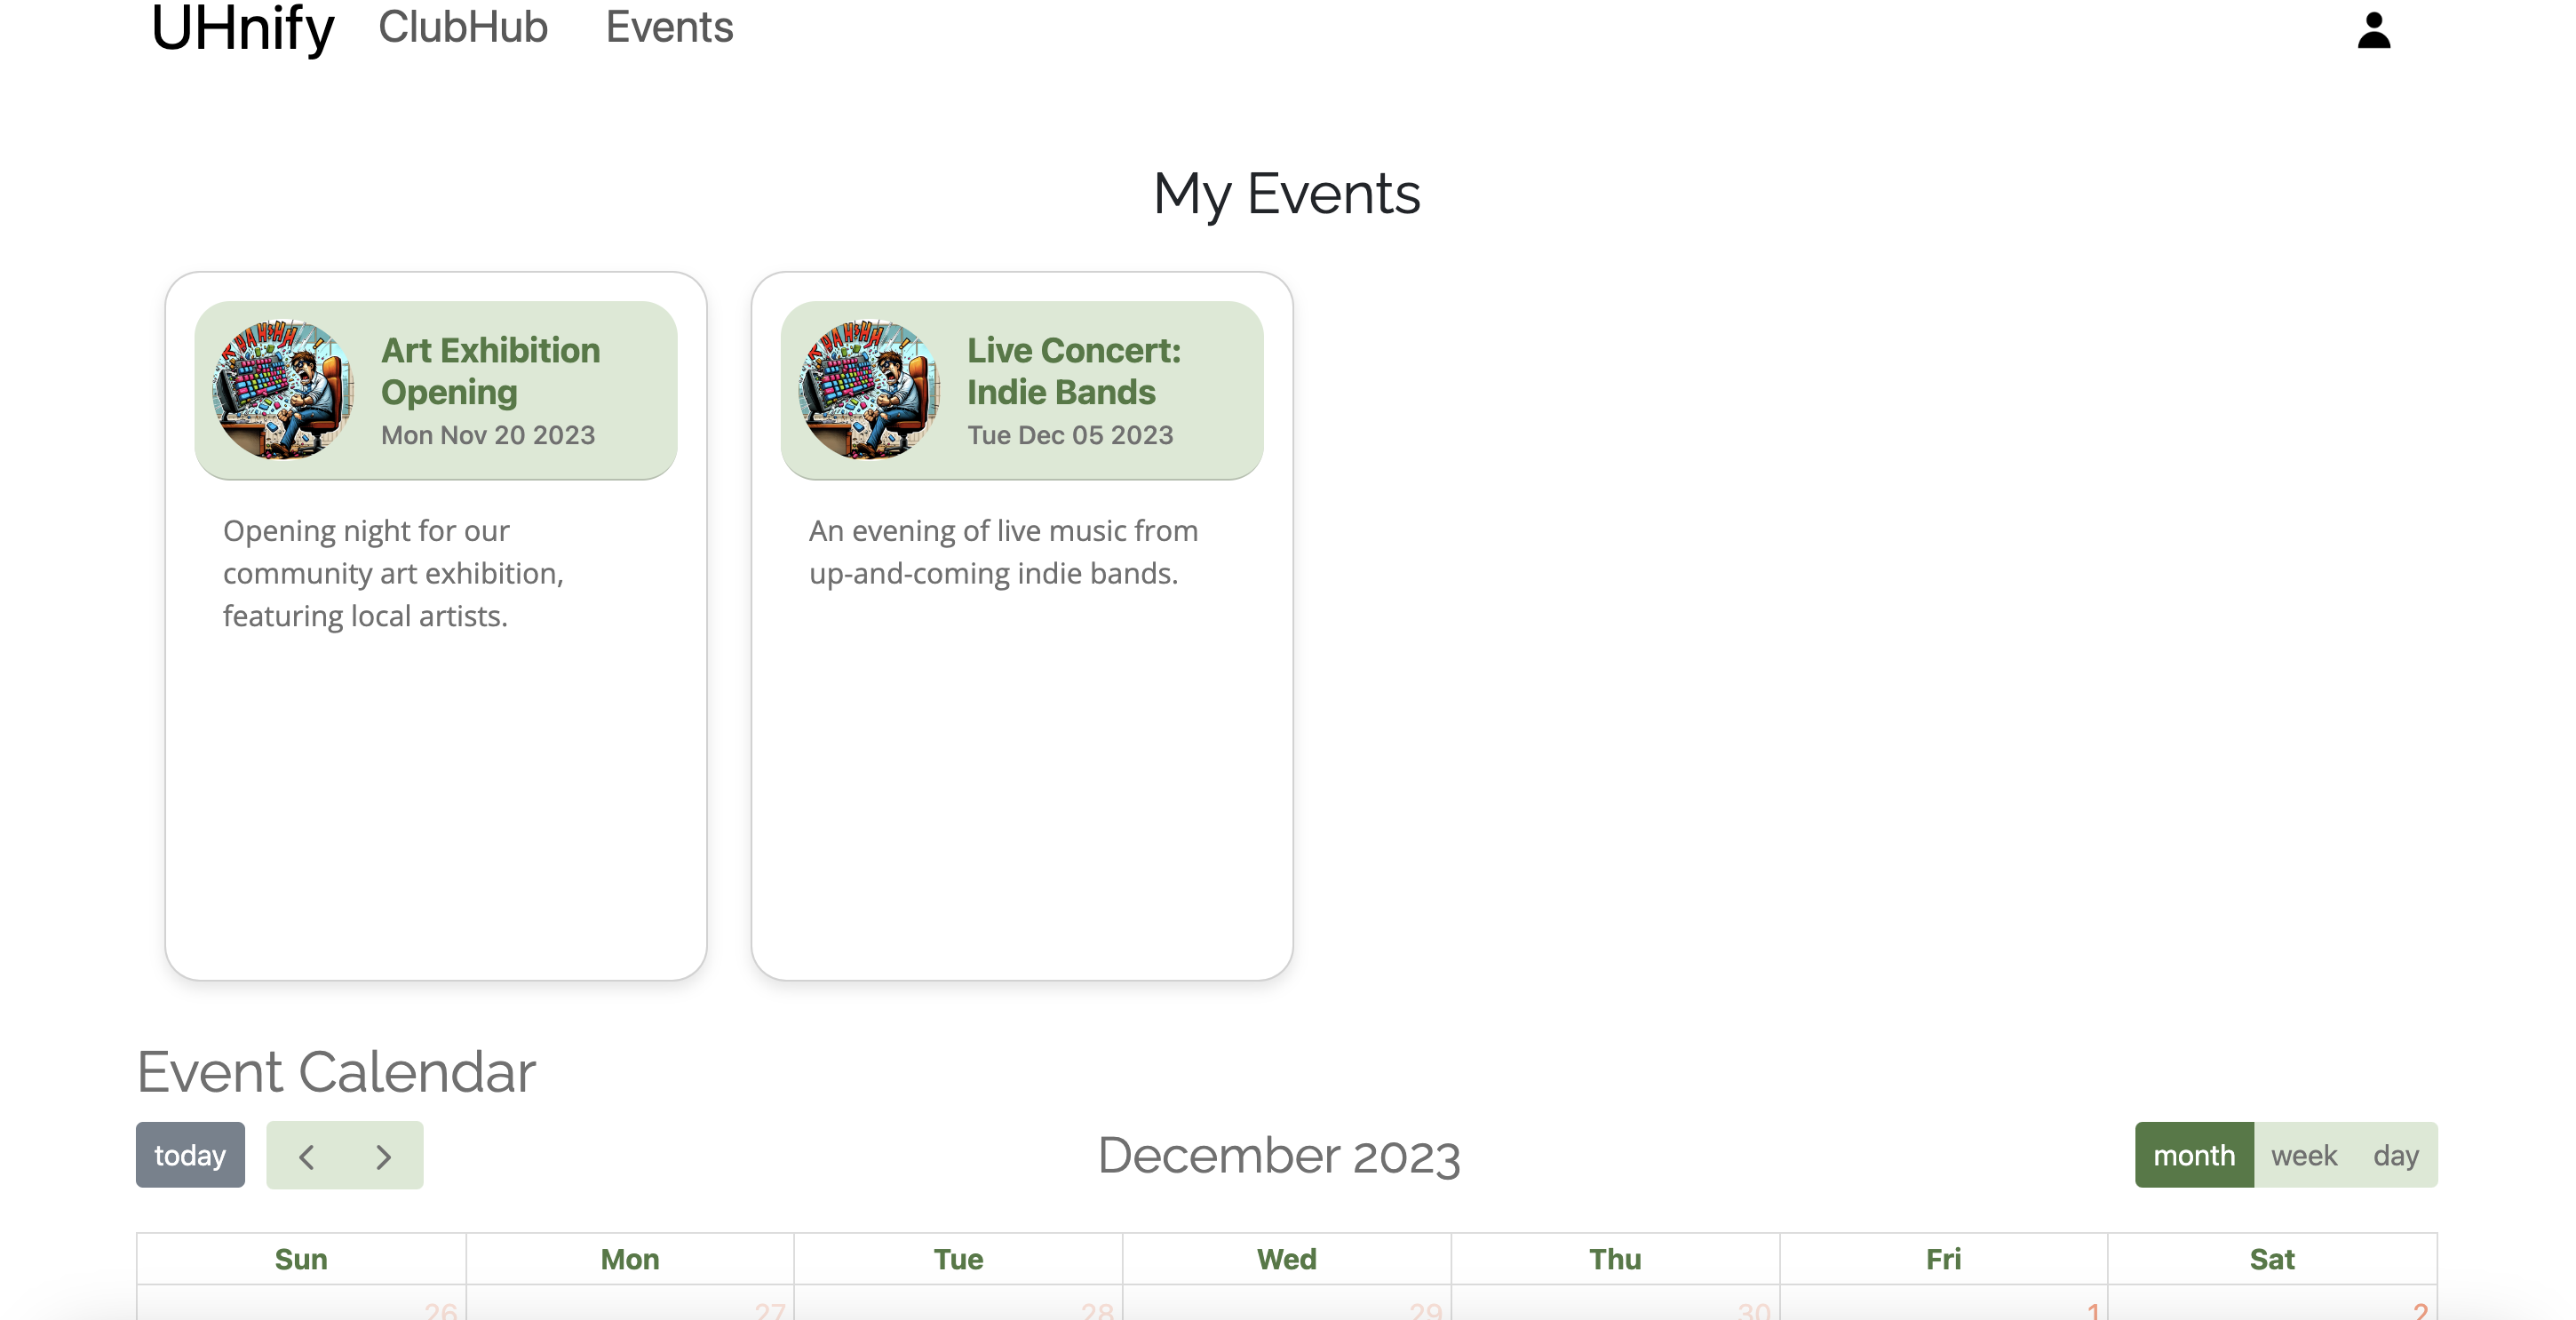 UHnify ClubHub Events
My Events
Art Exhibition
Opening
Mon Nov 20 2023
Opening night for our
community art exhibition,
featuring local artists.
Live Concert:
Indie Bands
Tue Dec 05 2023
An evening of live music from
up-and-coming indie bands.
Event Calendar
today
December 2023
month week day
Sun Mon Tue Wed Thu Fri Sat
26 27 28 29 30 1 2